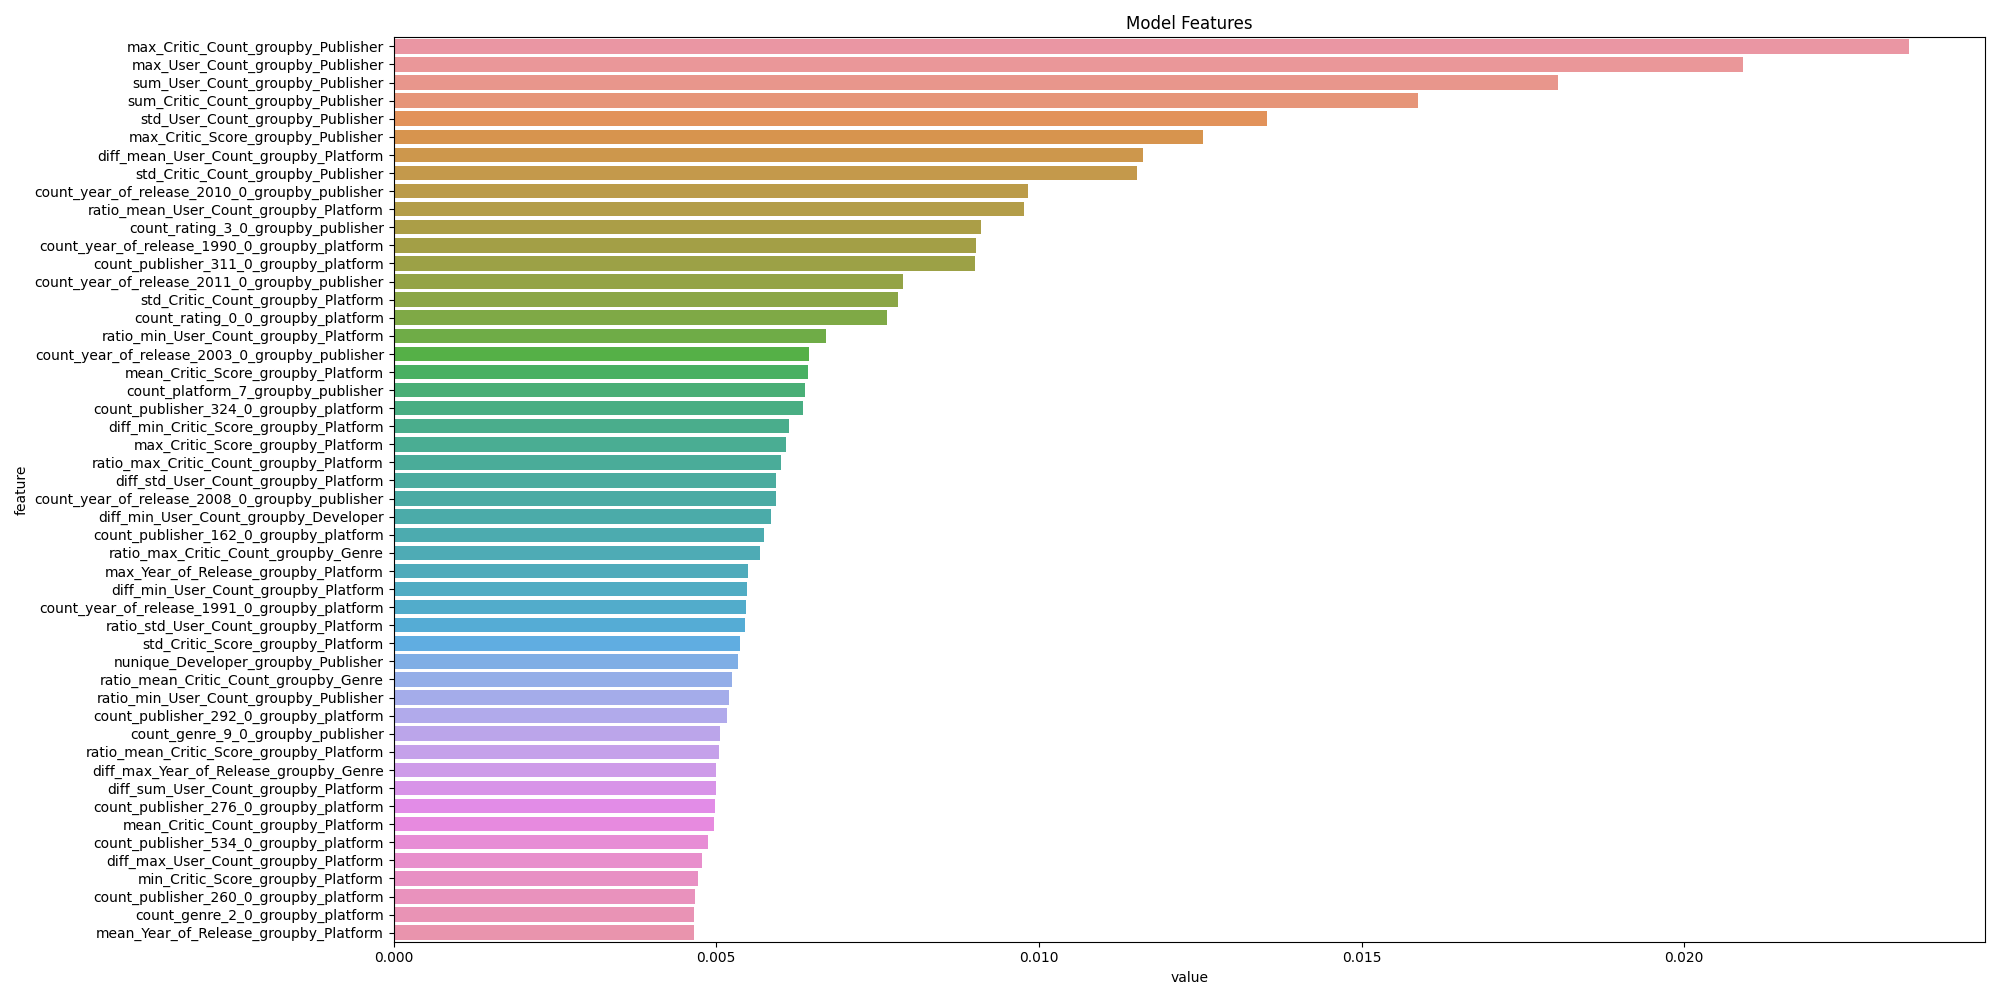 Model Features
max_Critic_Count_groupby_Publisher
max_User_Count_groupby_Publisher
sum_User_Count_groupby_Publisher
sum_Critic_Count_groupby_Publisher
std_User_Count_groupby_Publisher
max_Critic_Score_groupby_Publisher
diff_mean_User_Count_groupby_Platform
std_Critic_Count_groupby_Publisher
count_year_of_release_2010_0_groupby_publisher
ratio_mean_User_Count_groupby_Platform
count_rating_3_0_groupby_publisher
count_year_of_release_1990_0_groupby_platform
count_publisher_311_0_groupby_platform
count_year_of_release_2011_0_groupby_publisher
std_Critic_Count_groupby_Platform
count_rating_0_0_groupby_platform
ratio_min_User_Count_groupby_Platform
count_year_of_release_2003_0_groupby_publisher
mean_Critic_Score_groupby_Platform
count_platform_7_groupby_publisher
count_publisher_324_0_groupby_platform
diff_min_Critic_Score_groupby_Platform
max_Critic_Score_groupby_Platform
ratio_max_Critic_Count_groupby_Platform
diff_std_User_Count_groupby_Platform
count_year_of_release_2008_0_groupby_publisher
diff_min_User_Count_groupby_Developer
count_publisher_162_0_groupby_platform
ratio_max_Critic_Count_groupby_Genre
max_Year_of_Release_groupby_Platform
diff_min_User_Count_groupby_Platform
count_year_of_release_1991_0_groupby_platform
ratio_std_User_Count_groupby_Platform
std_Critic_Score_groupby_Platform
nunique_Developer_groupby_Publisher
ratio_mean_Critic_Count_groupby_Genre
ratio_min_User_Count_groupby_Publisher
count_publisher_292_0_groupby_platform
count_genre_9_0_groupby_publisher
ratio_mean_Critic_Score_groupby_Platform
diff_max_Year_of_Release_groupby_Genre
diff_sum_User_Count_groupby_Platform
count_publisher_276_0_groupby_platform
mean_Critic_Count_groupby_Platform
count_publisher_534_0_groupby_platform
diff_max_User_Count_groupby_Platform
min_Critic_Score_groupby_Platform
count_publisher_260_0_groupby_platform
count_genre_2_0_groupby_platform
mean_Year_of_Release_groupby_Platform
feature
0.000 0.005 0.010 0.015 0.020
value